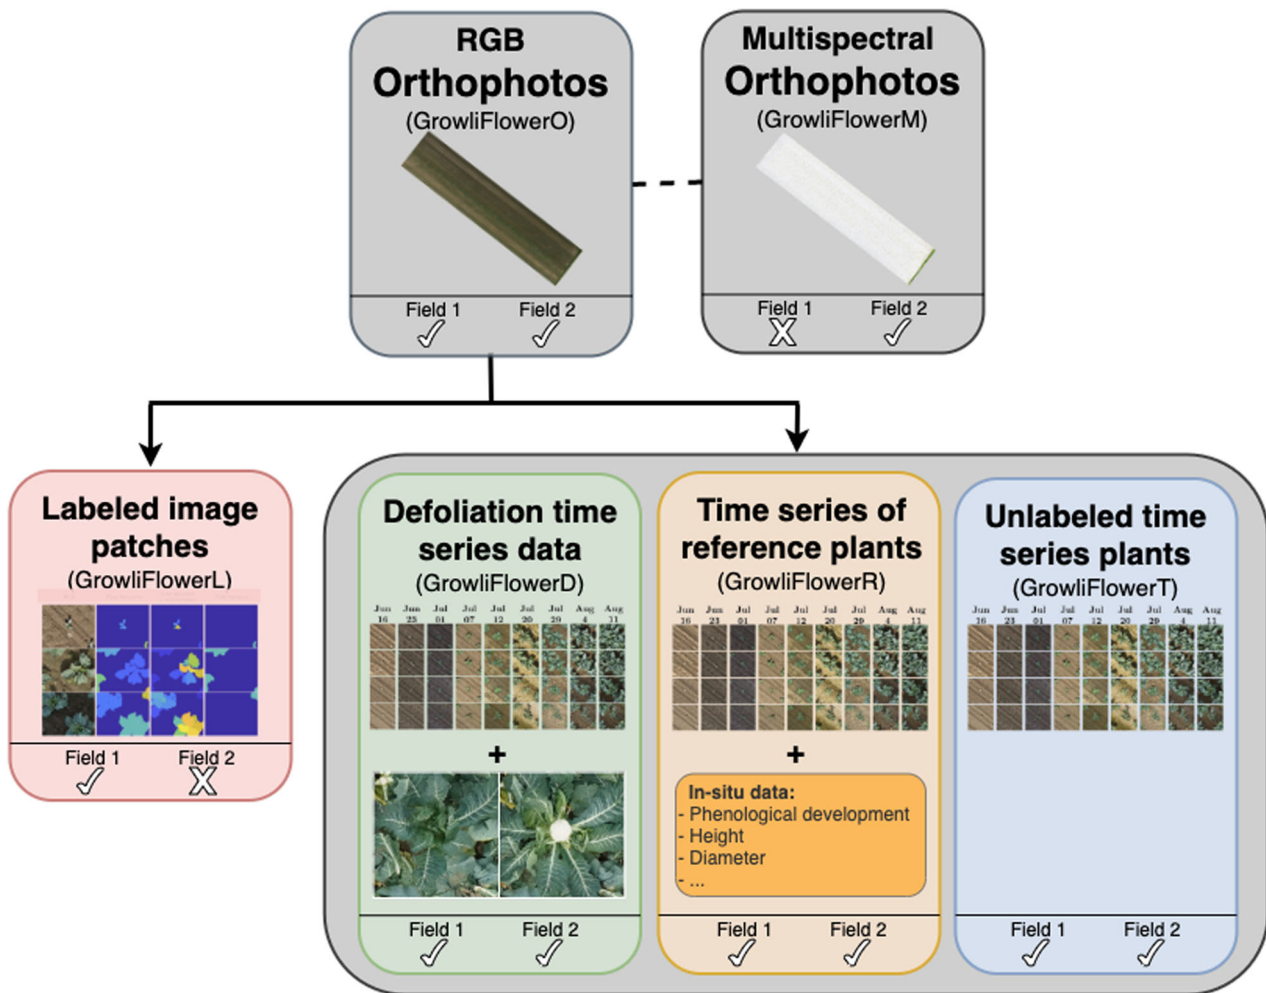 RGB
Orthophotos
(GrowliFlowerO)
Field 1 Field 2
Multispectral
Orthophotos
(GrowliFlowerM)
Field 1 Field 2
Labeled image
patches
(GrowliFlowerL)
Field 1 Field 2
Defoliation time
series data
(GrowliFlowerD)
Jun Jun Jul Jul Jul Jul Jul Aug Aug
16 23 01 07 12 20 29 4 11
+
Field 1 Field 2
Time series of
reference plants
(GrowliFlowerR)
Jun Jun Jul Jul Jul Jul Jul Aug Aug
16 23 01 07 12 20 29 4 11
+
In-situ data:
- Phenological development
- Height
- Diameter
- ...
Field 1 Field 2
Unlabeled time
series plants
(GrowliFlowerT)
Jun Jun Jul Jul Jul Jul Jul Aug Aug
16 23 01 07 12 20 29 4 11
Field 1 Field 2